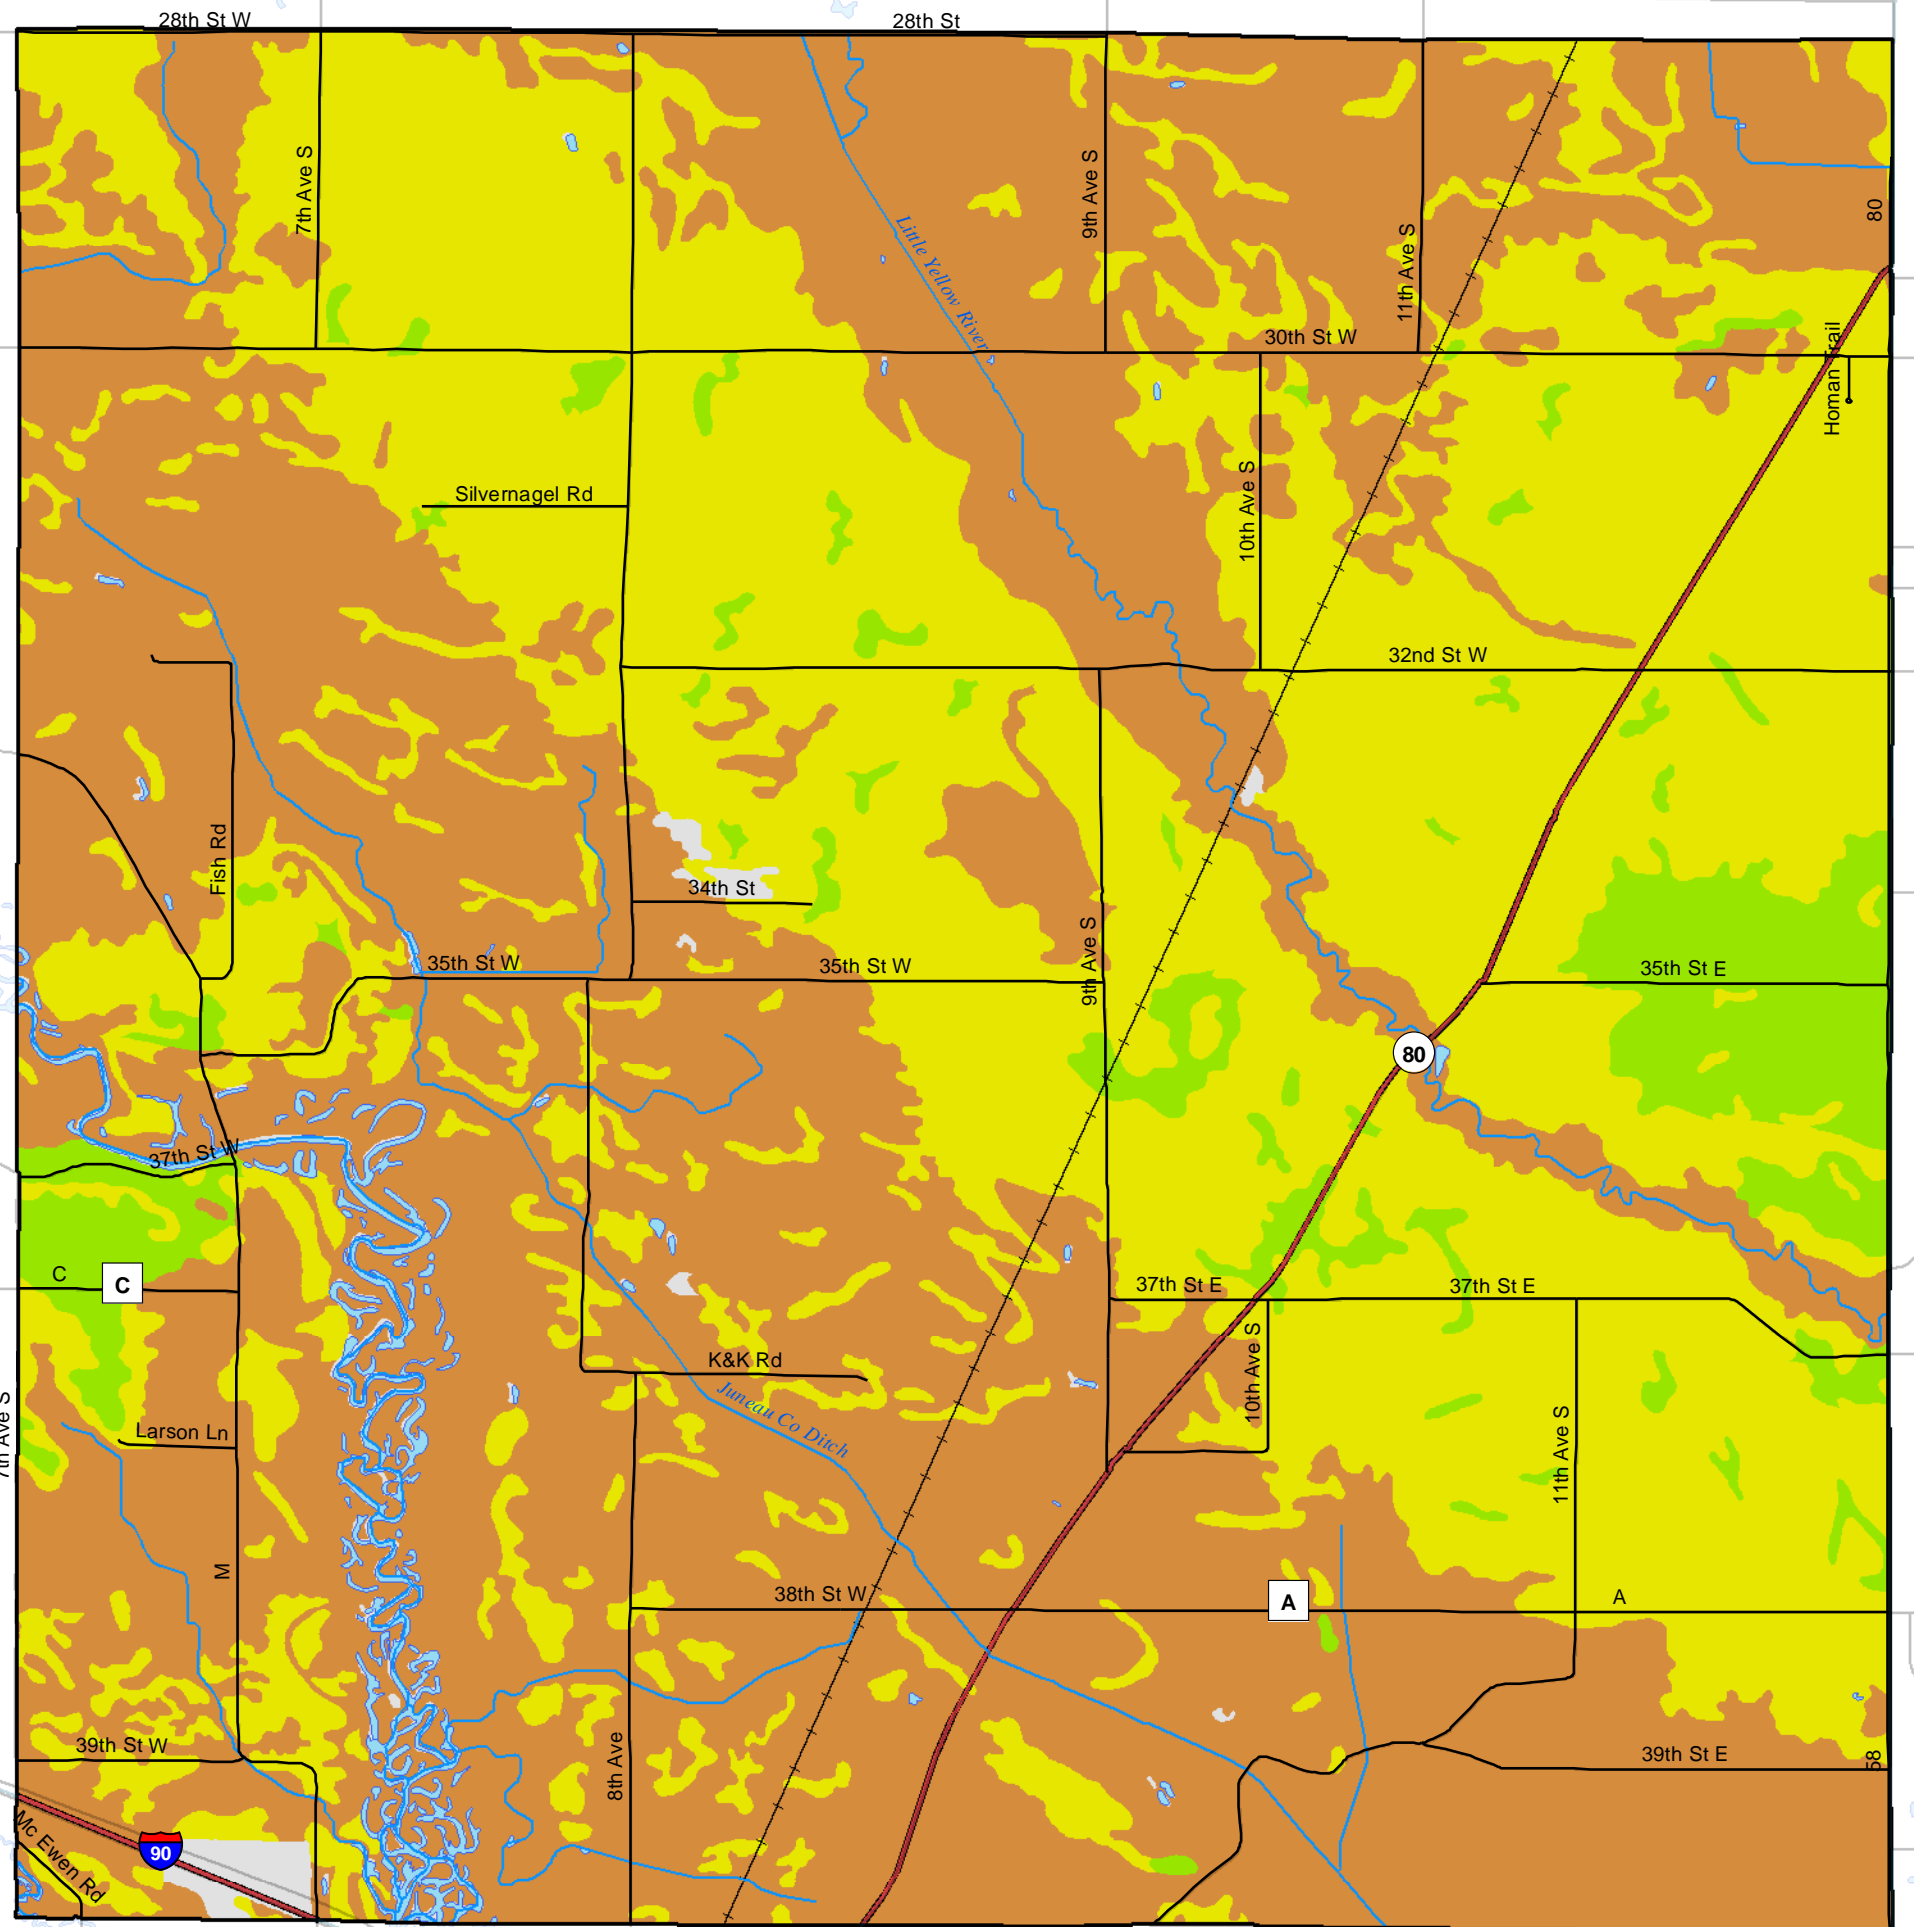 28th St W
28th St
7th Ave S
9th Ave S
11th Ave S
80
Little Yellow River
30th St W
Homan Trail
Silvernagel Rd
10th Ave S
32nd St W
Fish Rd
34th St
35th St W
35th St W
9th Ave S
35th St E
80
37th St W
C
C
37th St E
37th St E
10th Ave S
K&K Rd
Juneau Co Ditch
7th Ave S
Larson Ln
11th Ave S
M
38th St W
A
A
39th St W
8th Ave
39th St E
58
Mc Ewen Rd
90